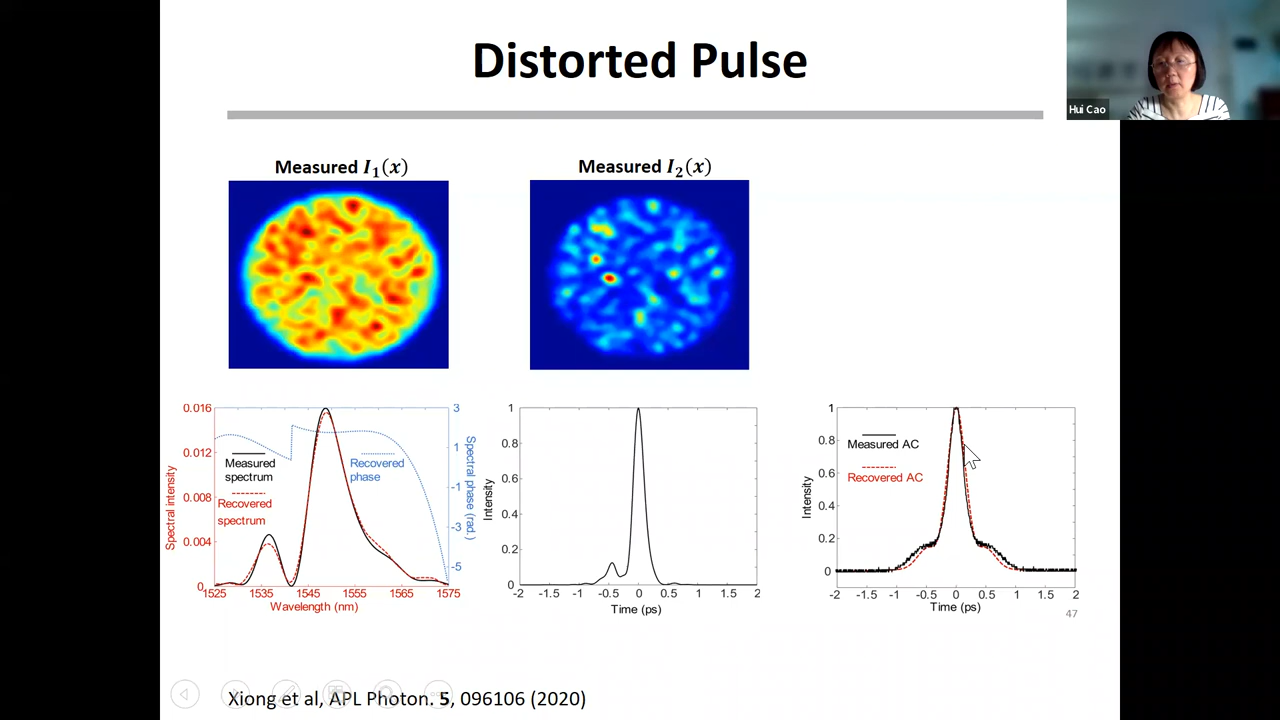 Distorted Pulse
Hui Cao
Measured I₁(x)
Measured I₂(x)
0.016
0.012
0.008
0.004
0
Spectral intensity
Measured
spectrum
Recovered
spectrum
Recovered
phase
3
1
-1
-3
-5
Spectral phase (rad.)
1525
1535
1545
1555
1565
1575
Wavelength (nm)
1
0.8
0.6
0.4
0.2
0
Intensity
-2
-1.5
-1
-0.5
0
0.5
1
1.5
2
Time (ps)
1
0.8
0.6
0.4
0.2
0
Intensity
Measured AC
Recovered AC
-2
-1.5
-1
-0.5
0
0.5
1
1.5
2
Time (ps)
47
Xiong et al, APL Photon. 5, 096106 (2020)